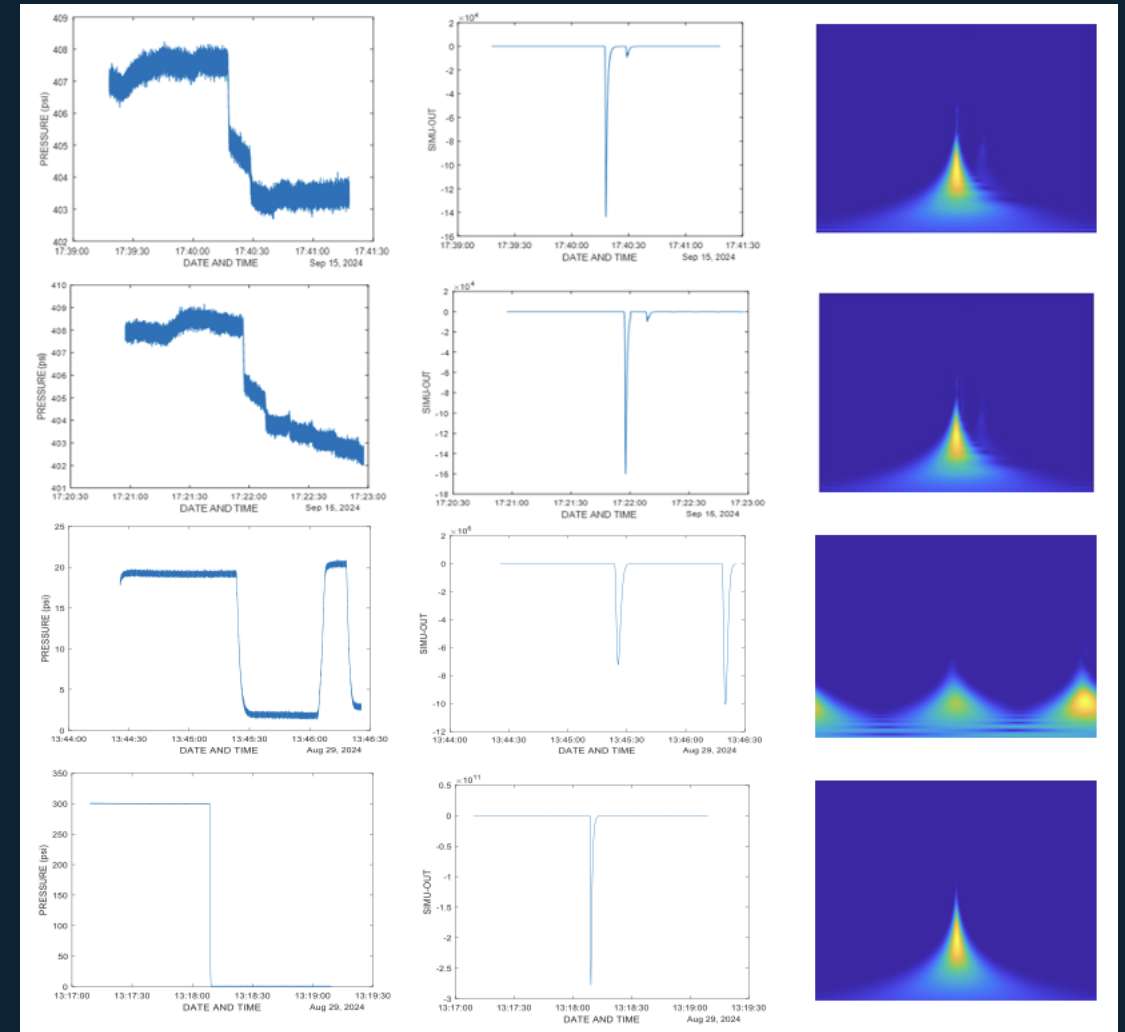 409
408
407
406
405
404
403
402
PRESSURE (psi)
17:39:00 17:39:30 17:40:00 17:40:30 17:41:00 17:41:30
DATE AND TIME
Sep 15, 2024
×10⁴
2
0
-2
-4
-6
-8
-10
-12
-14
-16
SIMU-OUT
17:39:00 17:39:30 17:40:00 17:40:30 17:41:00 17:41:30
DATE AND TIME
Sep 15, 2024
410
409
408
407
406
405
404
403
402
401
PRESSURE (psi)
17:20:30 17:21:00 17:21:30 17:22:00 17:22:30 17:23:00
DATE AND TIME
Sep 16, 2024
×10⁴
2
0
-2
-4
-6
-8
-10
-12
-14
-16
-18
SIMU-OUT
17:20:30 17:21:00 17:21:30 17:22:00 17:22:30 17:23:00
DATE AND TIME
Sep 16, 2024
25
20
15
10
5
0
PRESSURE (psi)
13:44:00 13:44:30 13:45:00 13:45:30 13:46:00 13:46:30
DATE AND TIME
Aug 29, 2024
2
0
-2
-4
-6
-8
-10
-12
SIMU-OUT
13:44:00 13:44:30 13:45:00 13:45:30 13:46:00 13:46:30
DATE AND TIME
Aug 29, 2024
350
300
250
200
150
100
50
0
PRESSURE (psi)
13:17:00 13:17:30 13:18:00 13:18:30 13:19:00 13:19:30
DATE AND TIME
Aug 29, 2024
×10¹¹
0.5
0
-0.5
-1
-1.5
-2
-2.5
-3
SIMU-OUT
13:17:00 13:17:30 13:18:00 13:18:30 13:19:00 13:19:30
DATE AND TIME
Aug 29, 2024